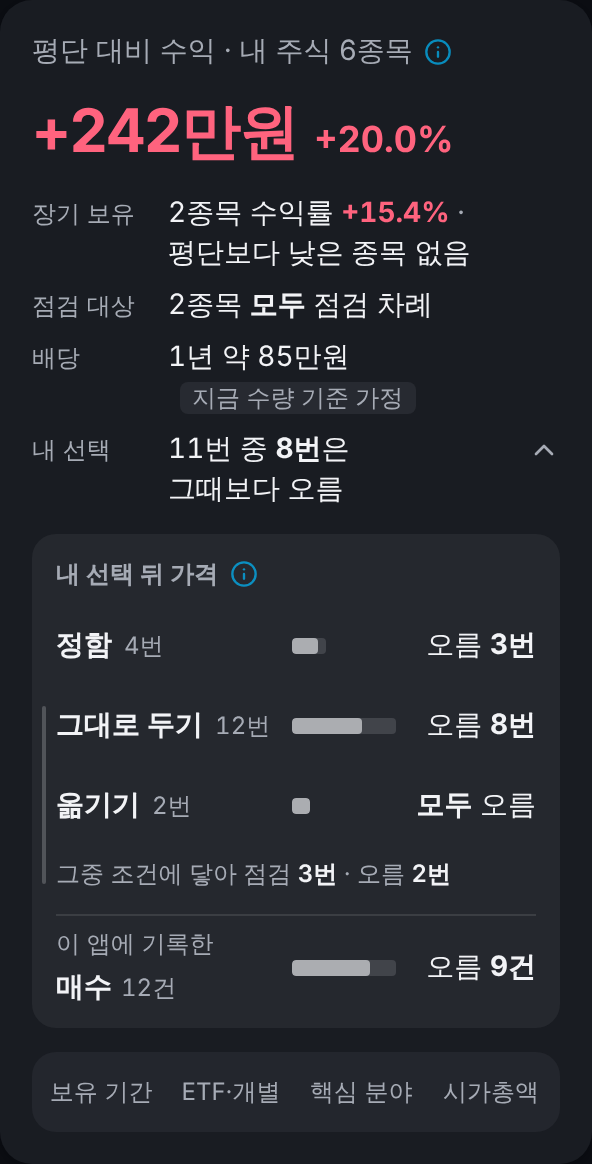 평단 대비 수익 · 내 주식 6종목
+242만원 +20.0%
장기 보유 2종목 수익률 +15.4% ·
평단보다 낮은 종목 없음
점검 대상 2종목 모두 점검 차례
배당 1년 약 85만원
지금 수량 기준 가정
내 선택 11번 중 8번은
그때보다 오름
내 선택 뒤 가격
정함 4번 오름 3번
그대로 두기 12번 오름 8번
옮기기 2번 모두 오름
그중 조건에 닿아 점검 3번 · 오름 2번
이 앱에 기록한
매수 12건 오름 9건
보유 기간 ETF·개별 핵심 분야 시가총액